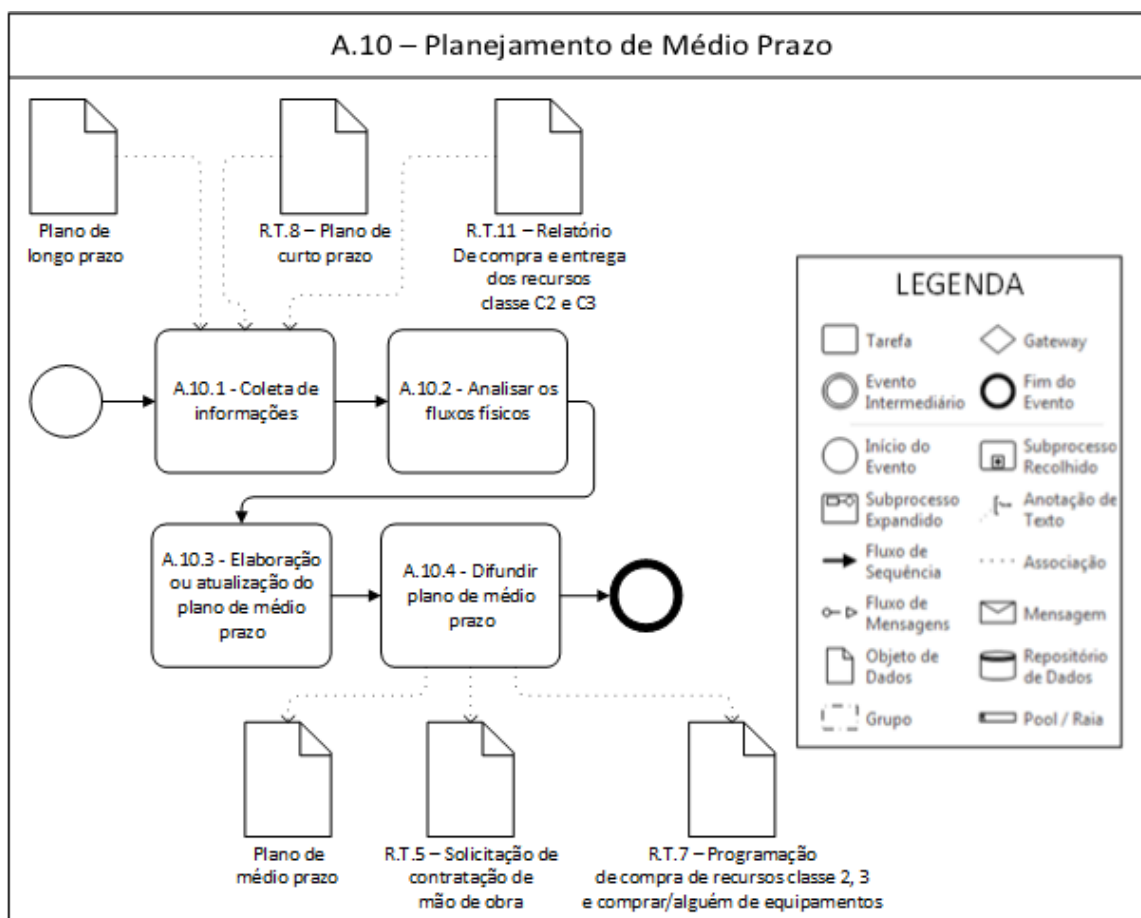 A.10 – Planejamento de Médio Prazo
Plano de
longo prazo
R.T.8 – Plano de
curto prazo
R.T.11 – Relatório
De compra e entrega
dos recursos
classe C2 e C3
A.10.1 - Coleta de
informações
A.10.2 - Analisar os
fluxos físicos
A.10.3 - Elaboração
ou atualização do
plano de médio
prazo
A.10.4 - Difundir
plano de médio
prazo
Plano de
médio prazo
R.T.5 – Solicitação de
contratação de
mão de obra
R.T.7 – Programação
de compra de recursos classe 2, 3
e comprar/alguém de equipamentos
LEGENDA
Tarefa
Gateway
Evento
Intermediário
Fim do
Evento
Início do
Evento
Subprocesso
Recolhido
Subprocesso
Expandido
Anotação de
Texto
Fluxo de
Sequência
Associação
Fluxo de
Mensagens
Mensagem
Objeto de
Dados
Repositório
de Dados
Grupo
Pool / Raia